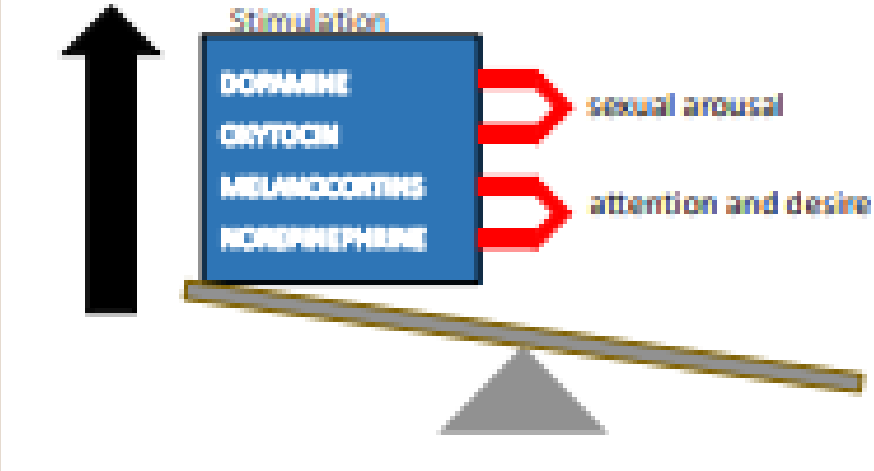 Stimulation
DOPAMINE
OXYTOCIN
MELANOCORTINS
NOREPINEPHRINE
sexual arousal
attention and desire